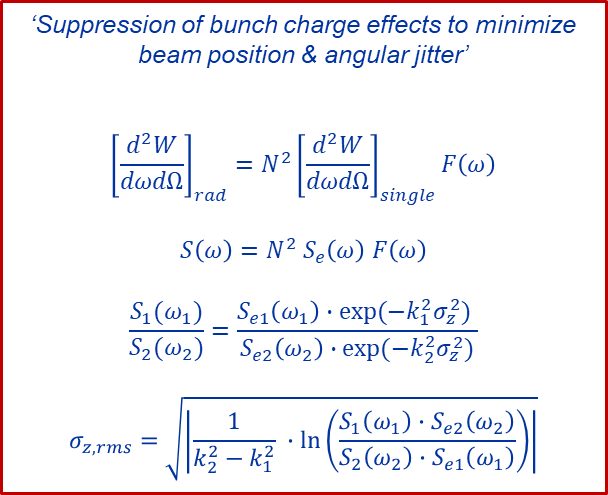 ‘Suppression of bunch charge effects to minimize
beam position & angular jitter’
[d²W/dωdΩ]_rad = N² [d²W/dωdΩ]_single F(ω)
S(ω) = N² S_e(ω) F(ω)
S₁(ω₁)/S₂(ω₂) = S_e1(ω₁) · exp(−k₁²σ_z²)/S_e2(ω₂) · exp(−k₂²σ_z²)
σ_z,rms = √|1/(k₂² − k₁²) · ln(S₁(ω₁) · S_e2(ω₂)/S₂(ω₂) · S_e1(ω₁))|